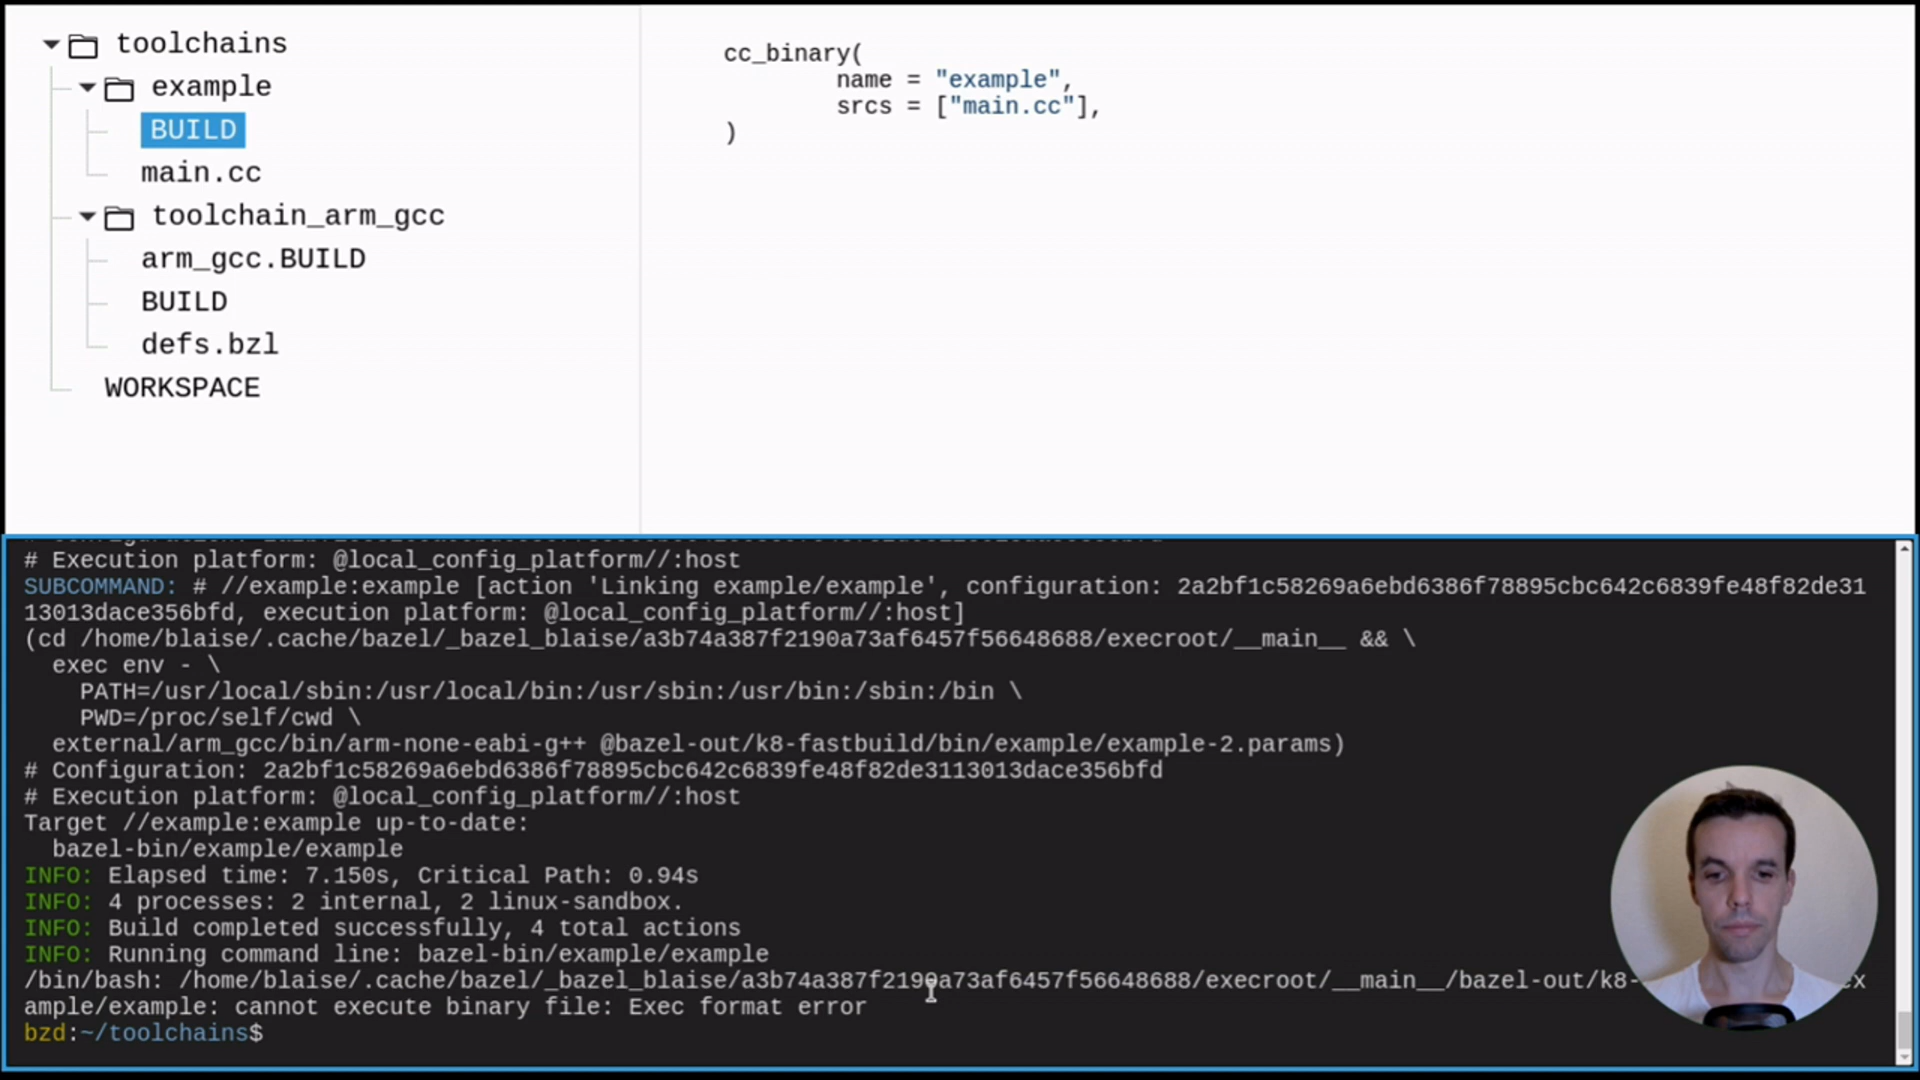 toolchains
example
BUILD
main.cc
toolchain_arm_gcc
arm_gcc.BUILD
BUILD
defs.bzl
WORKSPACE
cc_binary(
name = "example",
srcs = ["main.cc"],
)
# Execution platform: @local_config_platform//:host
SUBCOMMAND: # //example:example [action 'Linking example/example', configuration: 2a2bf1c58269a6ebd6386f78895cbc642c6839fe48f82de31
13013dace356bfd, execution platform: @local_config_platform//:host]
(cd /home/blaise/.cache/bazel/_bazel_blaise/a3b74a387f2190a73af6457f56648688/execroot/__main__ && \
exec env - \
PATH=/usr/local/sbin:/usr/local/bin:/usr/sbin:/usr/bin:/sbin:/bin \
PWD=/proc/self/cwd \
external/arm_gcc/bin/arm-none-eabi-g++ @bazel-out/k8-fastbuild/bin/example/example-2.params)
# Configuration: 2a2bf1c58269a6ebd6386f78895cbc642c6839fe48f82de3113013dace356bfd
# Execution platform: @local_config_platform//:host
Target //example:example up-to-date:
bazel-bin/example/example
INFO: Elapsed time: 7.150s, Critical Path: 0.94s
INFO: 4 processes: 2 internal, 2 linux-sandbox.
INFO: Build completed successfully, 4 total actions
INFO: Running command line: bazel-bin/example/example
/bin/bash: /home/blaise/.cache/bazel/_bazel_blaise/a3b74a387f2190a73af6457f56648688/execroot/__main__/bazel-out/k8- ex
ample/example: cannot execute binary file: Exec format error
bzd:~/toolchains$